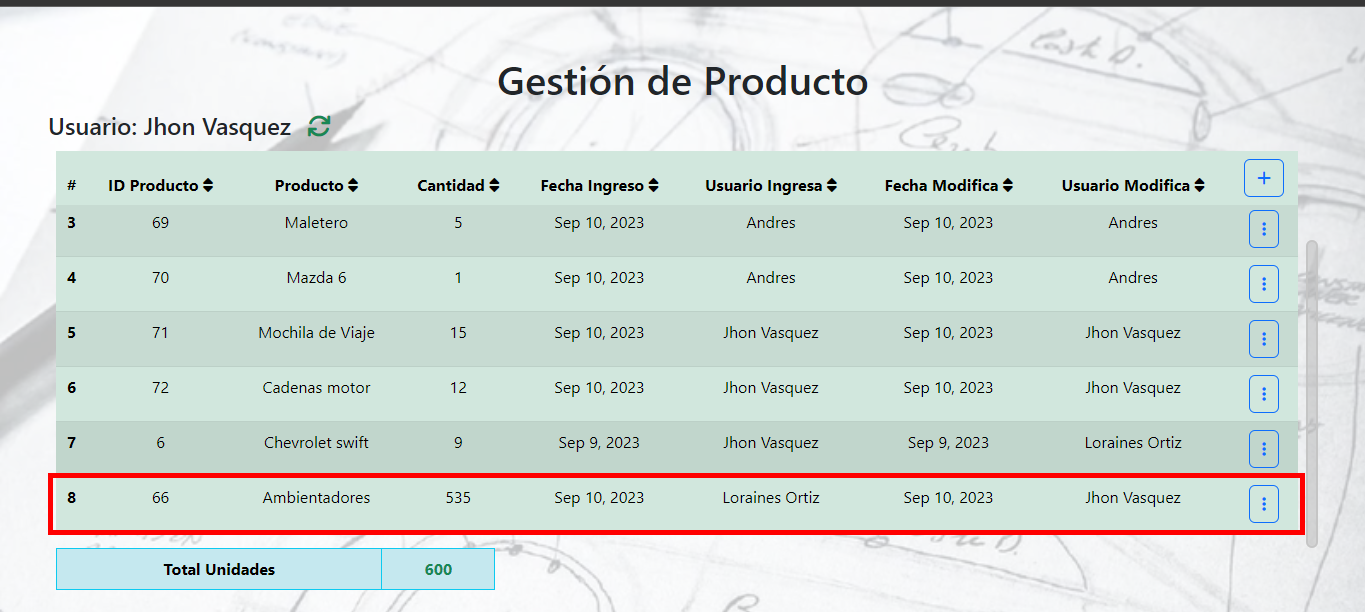 Gestión de Producto
Usuario: Jhon Vasquez
# ID Producto Producto Cantidad Fecha Ingreso Usuario Ingresa Fecha Modifica Usuario Modifica +
3 69 Maletero 5 Sep 10, 2023 Andres Sep 10, 2023 Andres
4 70 Mazda 6 1 Sep 10, 2023 Andres Sep 10, 2023 Andres
5 71 Mochila de Viaje 15 Sep 10, 2023 Jhon Vasquez Sep 10, 2023 Jhon Vasquez
6 72 Cadenas motor 12 Sep 10, 2023 Jhon Vasquez Sep 10, 2023 Jhon Vasquez
7 6 Chevrolet swift 9 Sep 9, 2023 Jhon Vasquez Sep 9, 2023 Loraines Ortiz
8 66 Ambientadores 535 Sep 10, 2023 Loraines Ortiz Sep 10, 2023 Jhon Vasquez
Total Unidades 600